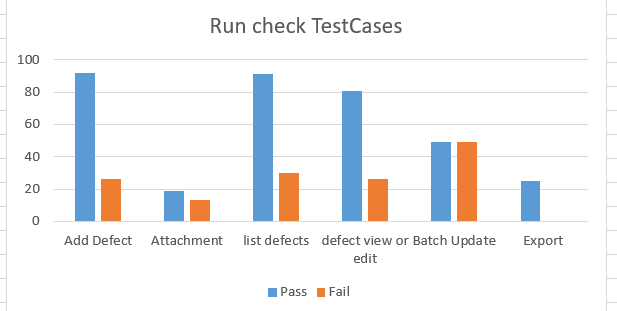 Run check TestCases
100
80
60
40
20
0
Add Defect Attachment list defects defect view or Batch Update Export
edit
Pass Fail